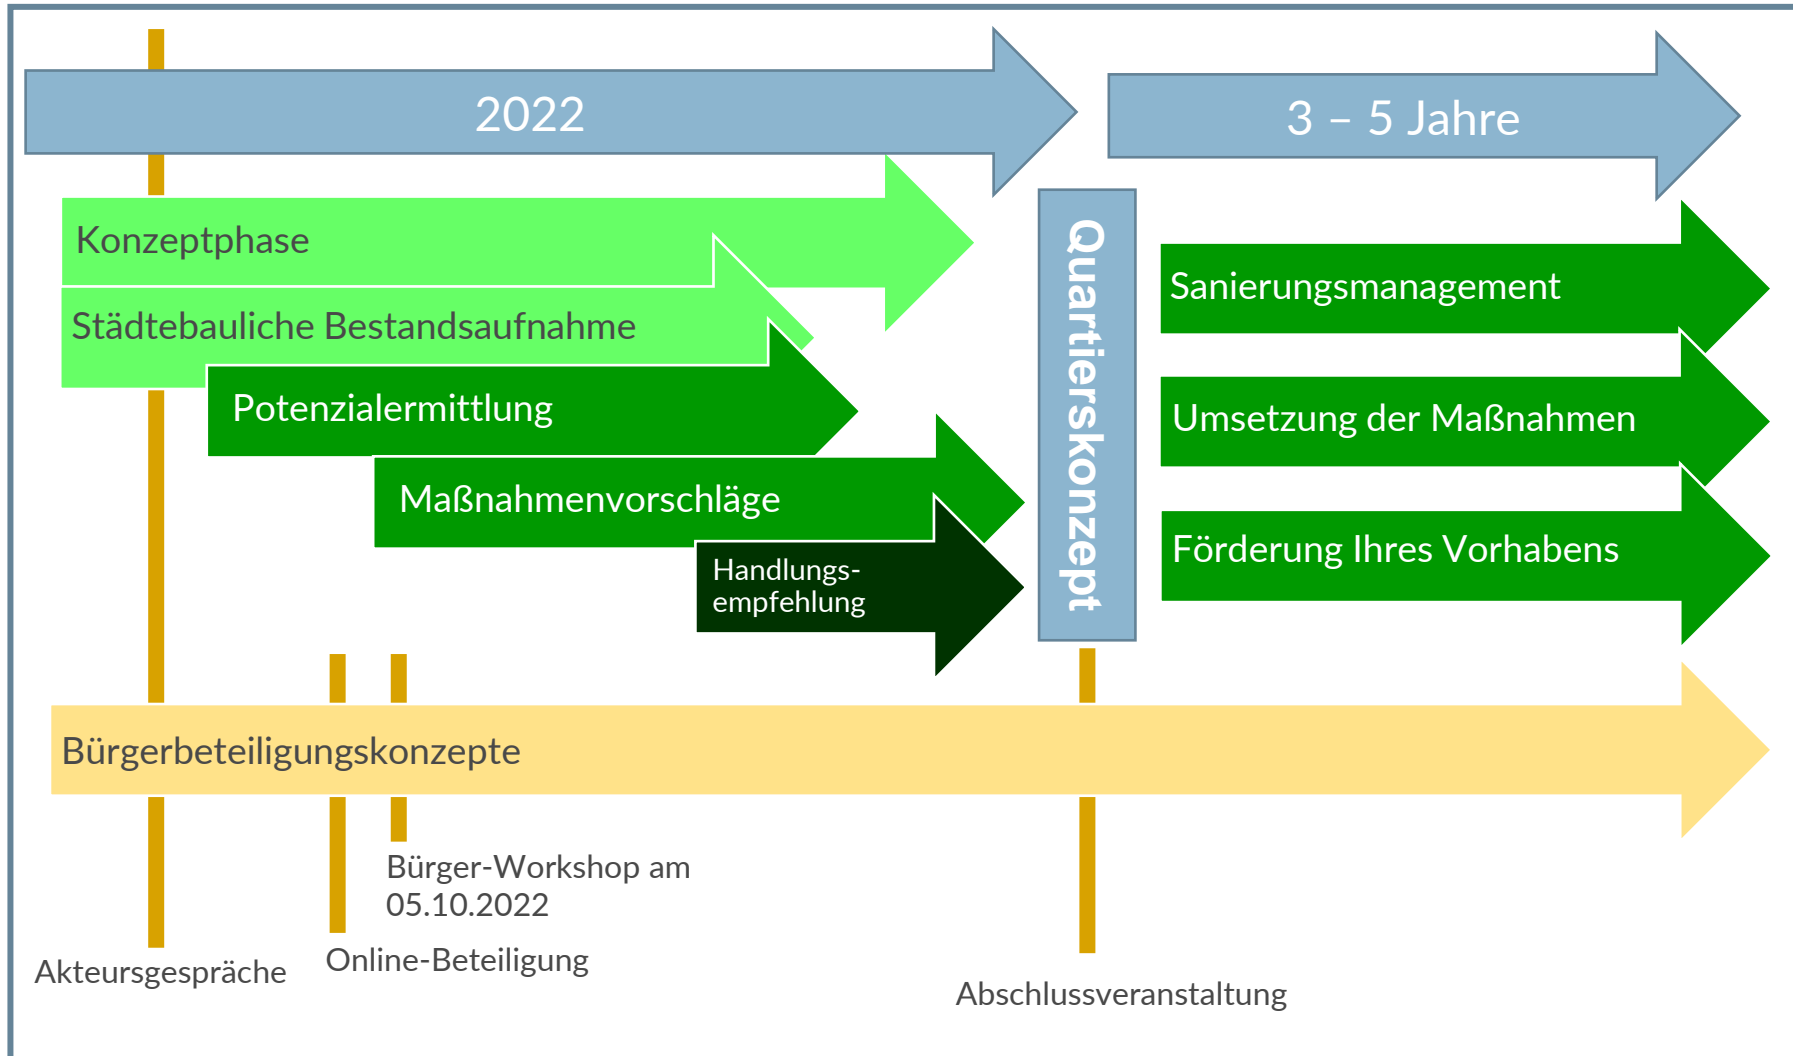 2022
3 – 5 Jahre
Konzeptphase
Städtebauliche Bestandsaufnahme
Potenzialermittlung
Maßnahmenvorschläge
Handlungs-
empfehlung
Quartierskonzept
Sanierungsmanagement
Umsetzung der Maßnahmen
Förderung Ihres Vorhabens
Bürgerbeteiligungskonzepte
Bürger-Workshop am
05.10.2022
Online-Beteiligung
Akteursgespräche
Abschlussveranstaltung